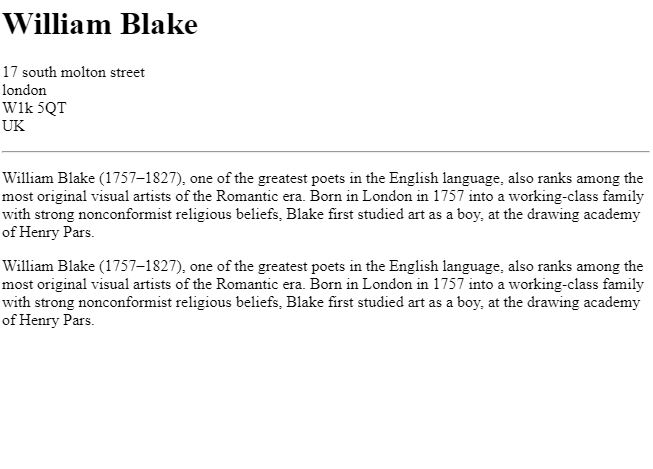 William Blake
17 south molton street
london
W1k 5QT
UK
William Blake (1757–1827), one of the greatest poets in the English language, also ranks among the
most original visual artists of the Romantic era. Born in London in 1757 into a working-class family
with strong nonconformist religious beliefs, Blake first studied art as a boy, at the drawing academy
of Henry Pars.
William Blake (1757–1827), one of the greatest poets in the English language, also ranks among the
most original visual artists of the Romantic era. Born in London in 1757 into a working-class family
with strong nonconformist religious beliefs, Blake first studied art as a boy, at the drawing academy
of Henry Pars.